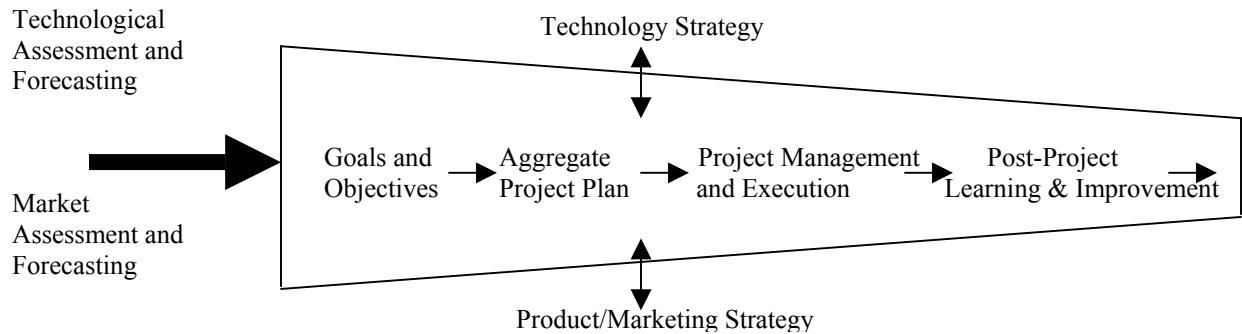 Technological
Assessment and
Forecasting
Technology Strategy
Goals and
Objectives
Aggregate
Project Plan
Project Management
and Execution
Post-Project
Learning & Improvement
Market
Assessment and
Forecasting
Product/Marketing Strategy